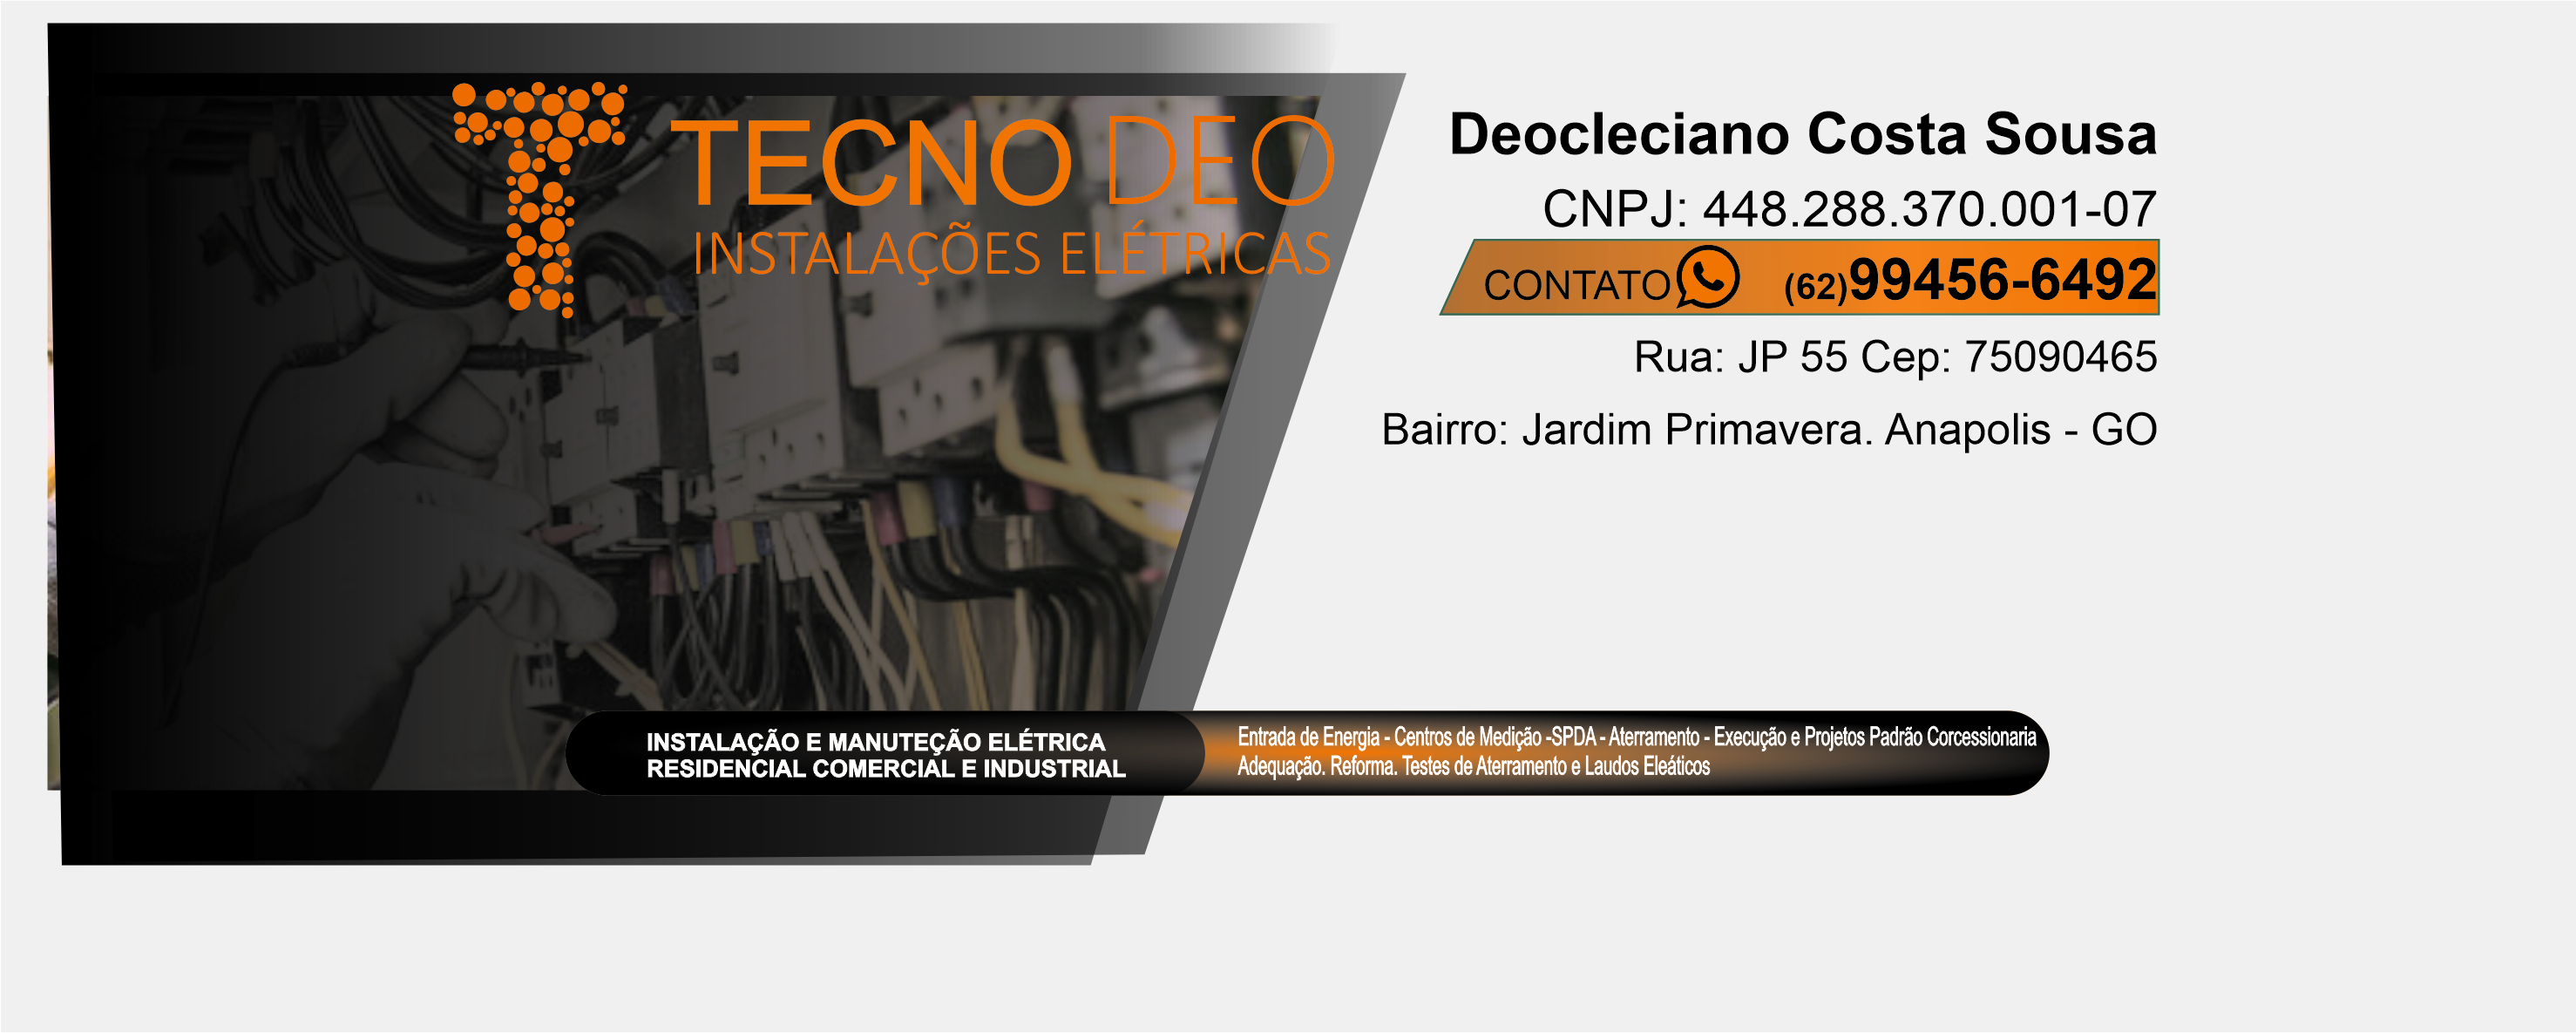 TECNO DEO
INSTALAÇÕES ELÉTRICAS
Deocleciano Costa Sousa
CNPJ: 448.288.370.001-07
CONTATO (62)99456-6492
Rua: JP 55 Cep: 75090465
Bairro: Jardim Primavera. Anapolis - GO
INSTALAÇÃO E MANUTEÇÃO ELÉTRICA
RESIDENCIAL COMERCIAL E INDUSTRIAL
Entrada de Energia - Centros de Medição -SPDA - Aterramento - Execução e Projetos Padrão Corcessionaria
Adequação. Reforma. Testes de Aterramento e Laudos Eleáticos